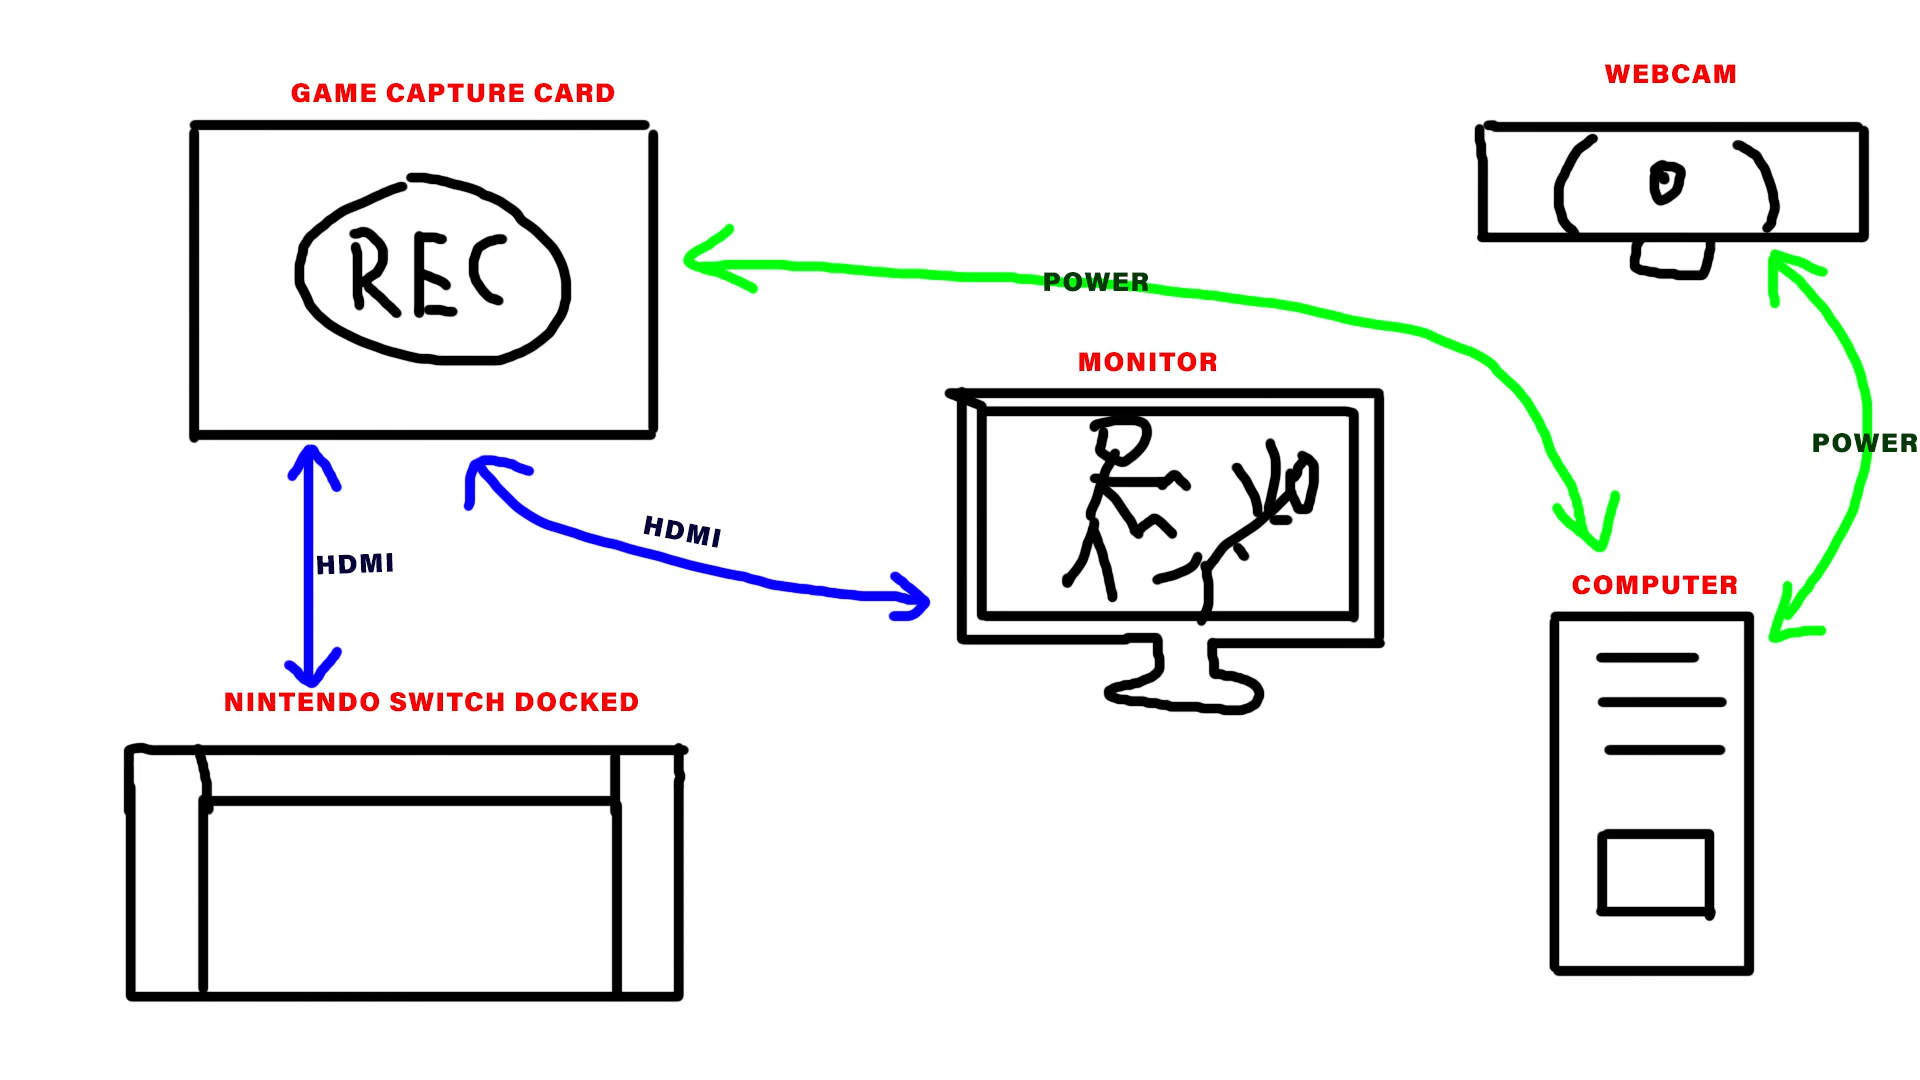 WEBCAM
GAME CAPTURE CARD
REC
POWER
MONITOR
POWER
HDMI
HDMI
COMPUTER
NINTENDO SWITCH DOCKED